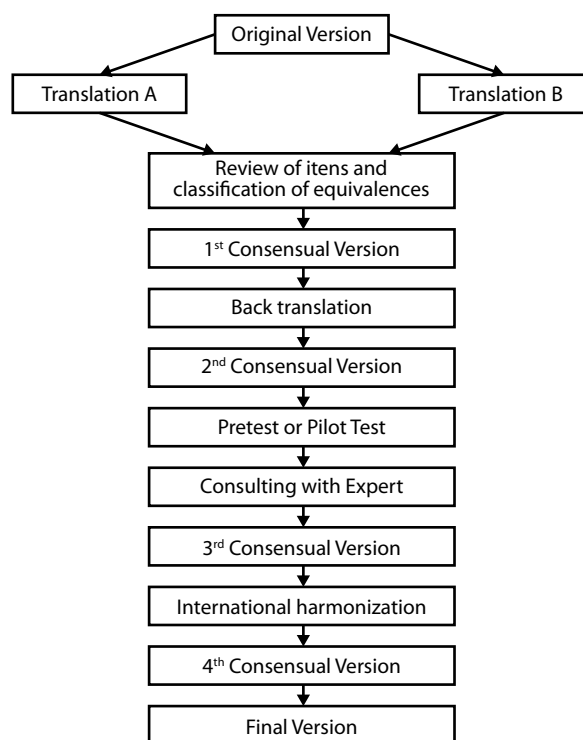 Original Version
Translation A
Translation B
Review of itens and
classification of equivalences
1st Consensual Version
Back translation
2nd Consensual Version
Pretest or Pilot Test
Consulting with Expert
3rd Consensual Version
International harmonization
4th Consensual Version
Final Version